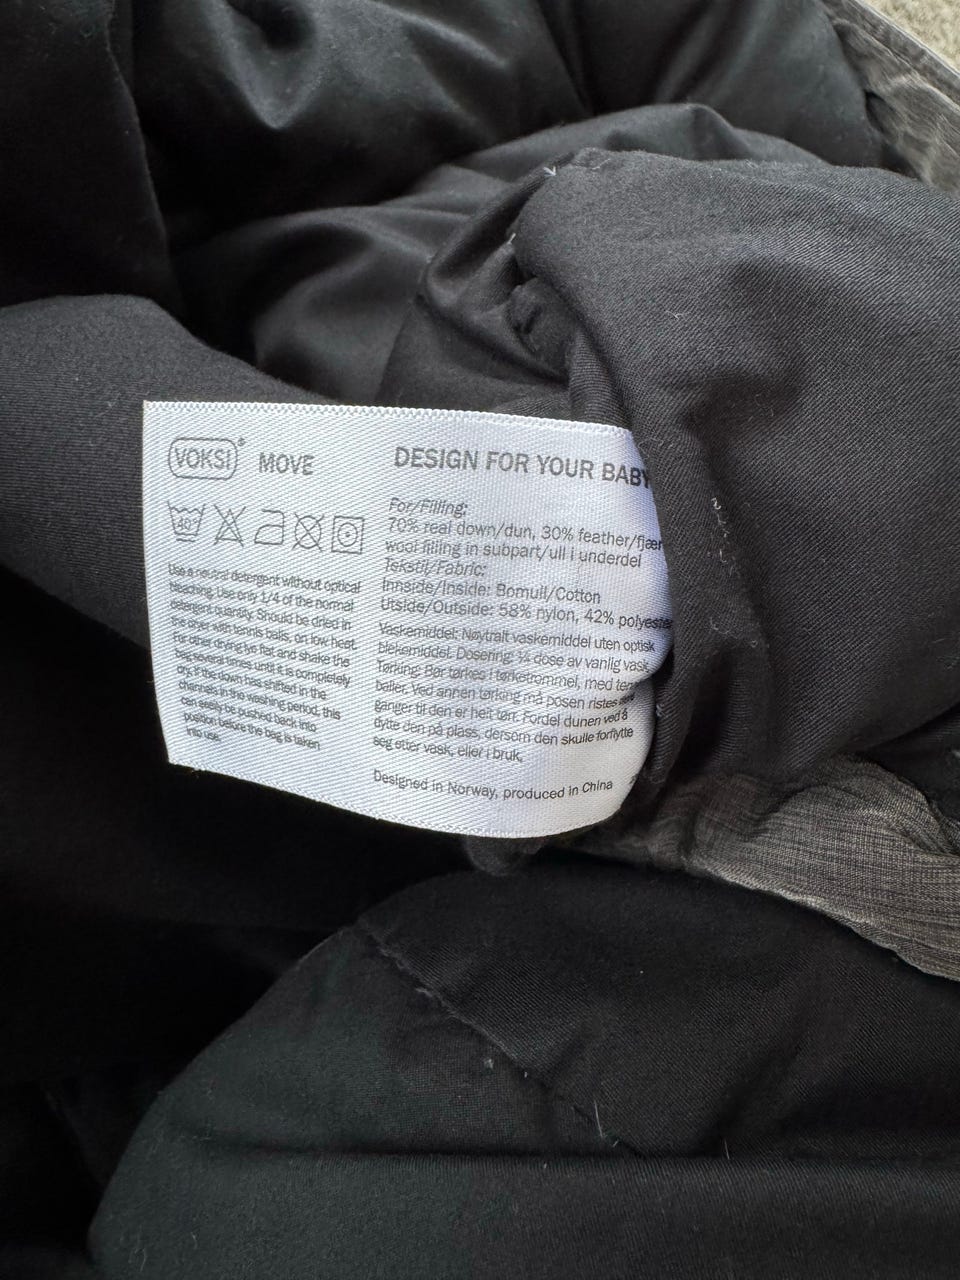 VOKSI® MOVE
40°
Use a neutral detergent without optical
bleaching. Use only 1/4 of the normal
detergent quantity. Should be dried in
the dryer with tennis balls, on low heat.
For other drying lye flat and shake the
bag several times until it is completely
dry. If the down has shifted in the
channels in the washing period, this
can easily be pushed back into
position before the bag is taken
into use.
DESIGN FOR YOUR BABY
For/Filling:
70% real down/dun, 30% feather/fjær
wool filling in subpart/ull i underdel
Tekstil/Fabric:
Innside/Inside: Bomull/Cotton
Utside/Outside: 58% nylon, 42% polyester
Vaskemiddel: Nøytralt vaskemiddel uten optisk
blekemiddel. Dosering: ¼ dose av vanlig vask.
Tørking: Bør tørkes i tørketrommel, med
baller. Ved annen tørking må posen ristes
ganger til den er helt tørr. Fordel dunen ved å
dytte den på plass, dersom den skulle forflytte
seg etter vask, eller i bruk.
Designed in Norway, produced in China